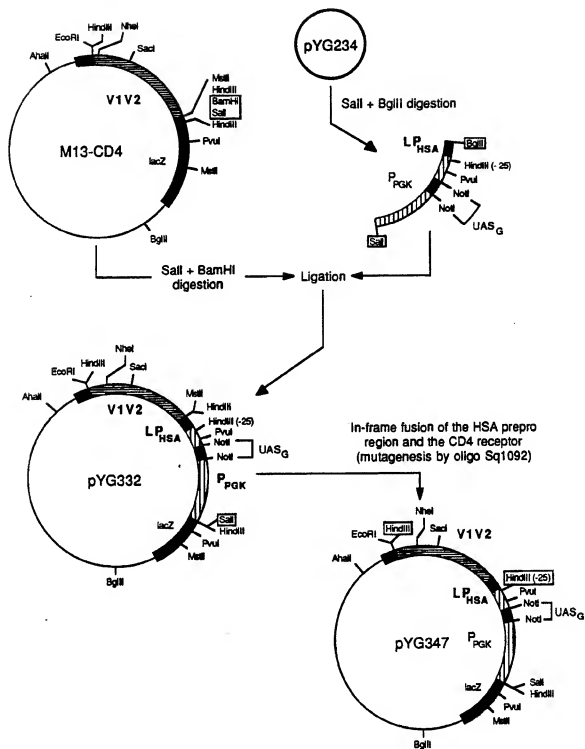 HindIII
NheI
EcoRI
SacI
AhaII
V1V2
MstII
HindIII
BamHI
SalI
HindIII
PvuI
M13-CD4
lacZ
MstII
BglII
pYG234
SalI + BglII digestion
LP HSA
BglII
HindIII (-25)
PvuI
P PGK
NotI
NotI
UAS G
SalI
SalI + BamHI
digestion
Ligation
NheI
HindIII
EcoRI
SacI
AhaII
V1V2
MstII
HindIII
LP HSA
HindIII (-25)
PvuI
NotI
NotI
UAS G
pYG332
P PGK
lacZ
SalI
HindIII
PvuI
MstII
BglII
In-frame fusion of the HSA prepro
region and the CD4 receptor
(mutagenesis by oligo Sq1092)
NheI
HindIII
SacI
EcoRI
V1V2
AhaII
HindIII (-25)
LP HSA
PvuI
NotI
NotI
UAS G
pYG347
P PGK
lacZ
SalI
HindIII
PvuI
MstII
BglII